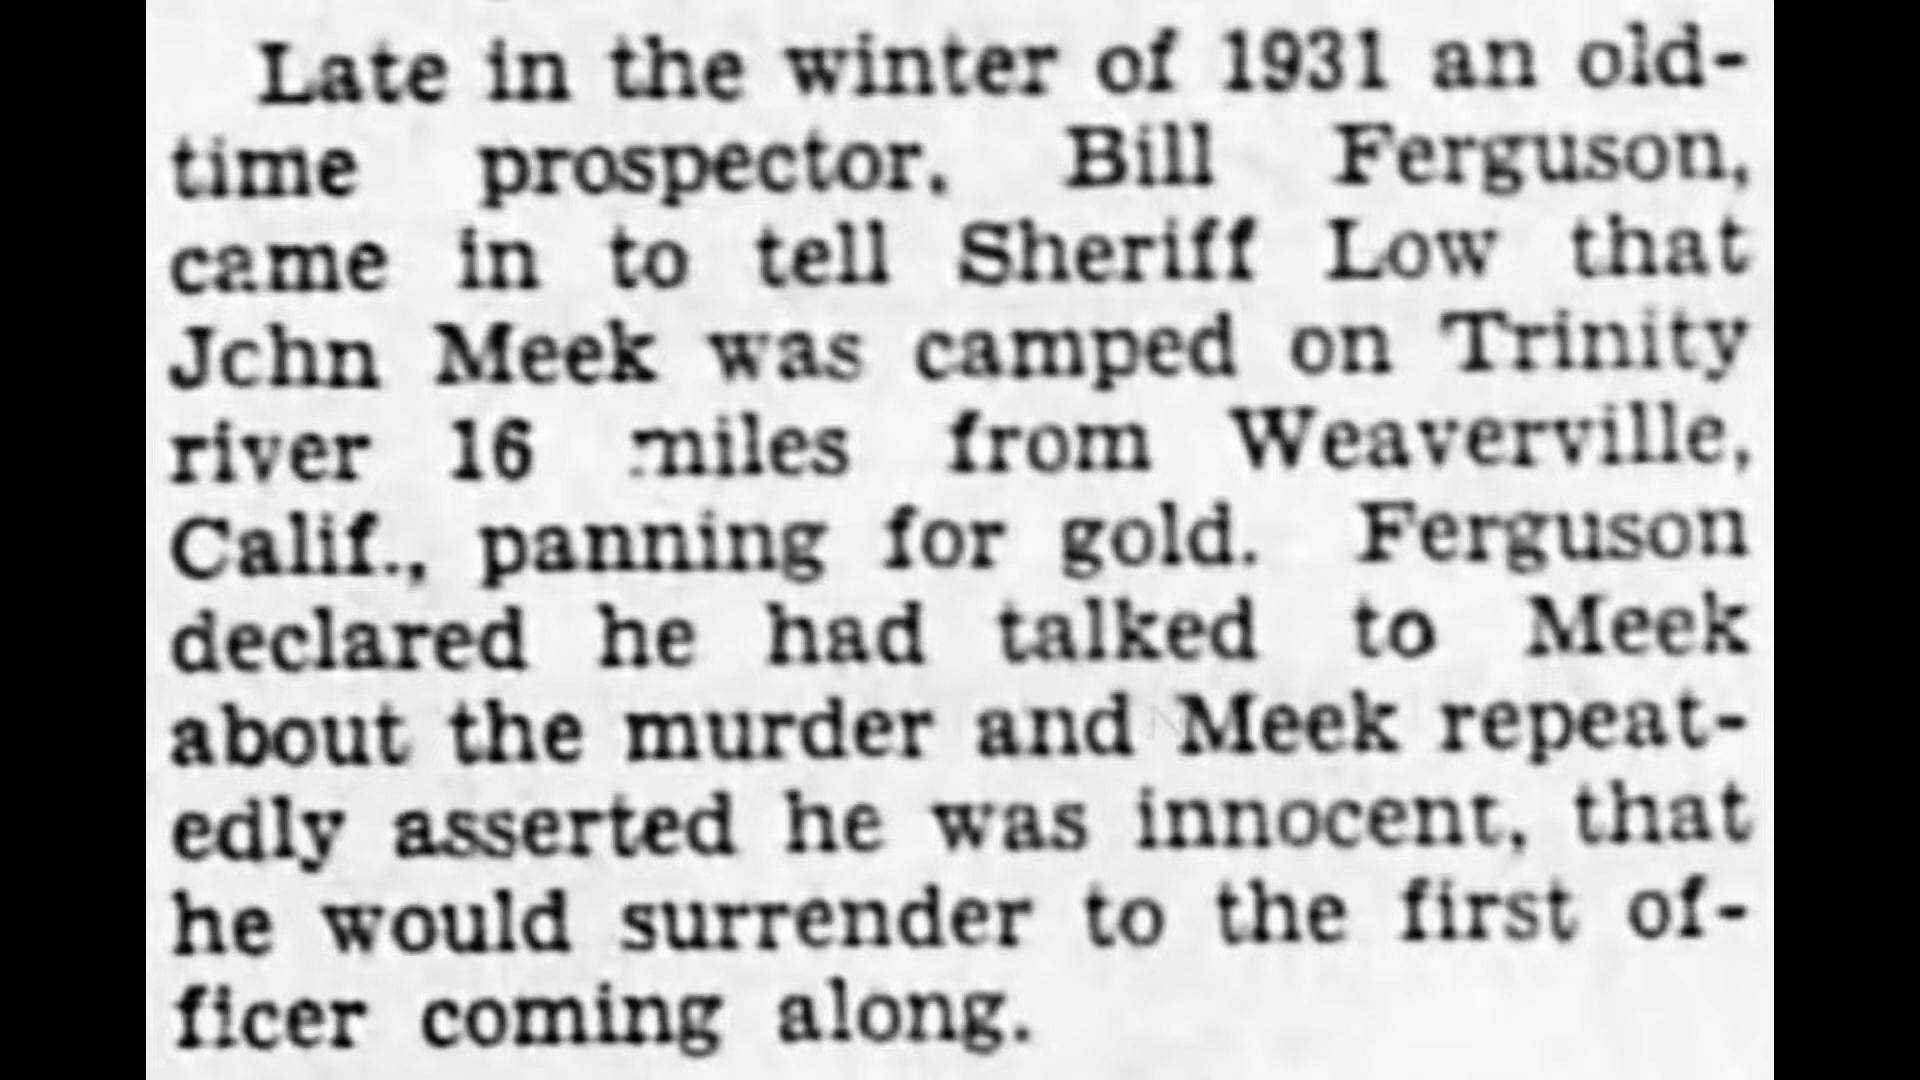 Late in the winter of 1931 an old-
time prospector, Bill Ferguson,
came in to tell Sheriff Low that
Jchn Meek was camped on Trinity
river 16 miles from Weaverville,
Calif., panning for gold. Ferguson
declared he had talked to Meek
about the murder and Meek repeat-
edly asserted he was innocent, that
he would surrender to the first of-
ficer coming along.